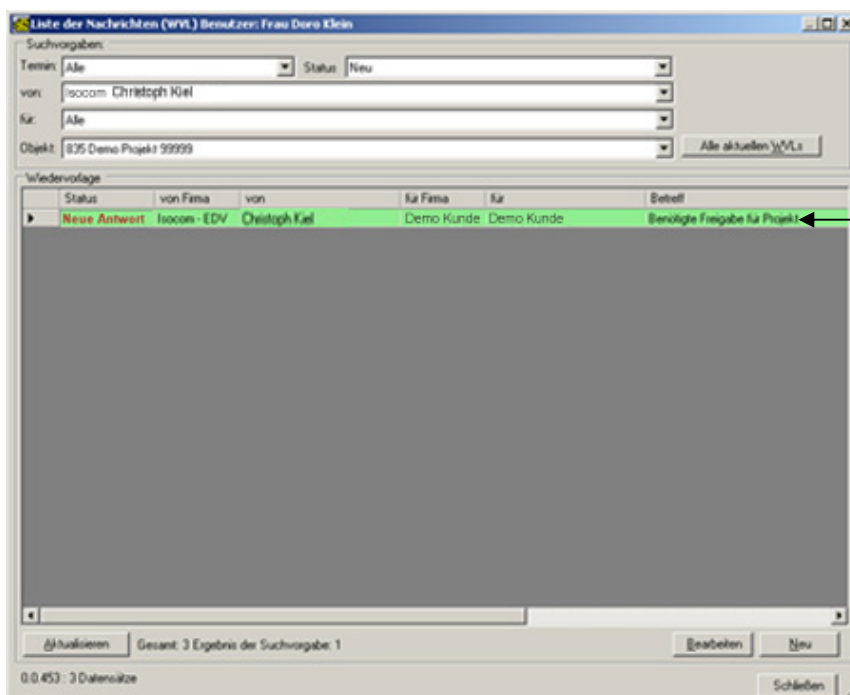 Liste der Nachrichten (WVL) Benutzer: Frau Doro Klein
Suchvorgaben:
Termin: Alle Status Neu
von: Isocom Christoph Kiel
für: Alle
Objekt: 835 Demo Projekt 99999 Alle aktuellen WVLs
Wiedervorlage
Status von Firma von für Firma für Betreff
Neue Antwort Isocom - EDV Christoph Kiel Demo Kunde Demo Kunde Benötigte Freigabe für Projekt
Aktualisieren Gesamt: 3 Ergebnis der Suchvorgabe: 1 Bearbeiten Neu
0.0.453 : 3 Datensätze
Schließen